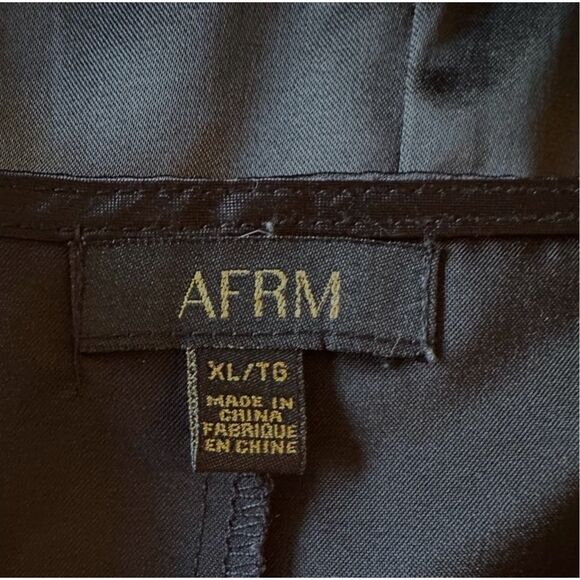 AFRM
XL/TG
MADE IN
CHINA
FABRIQUE
EN CHINE